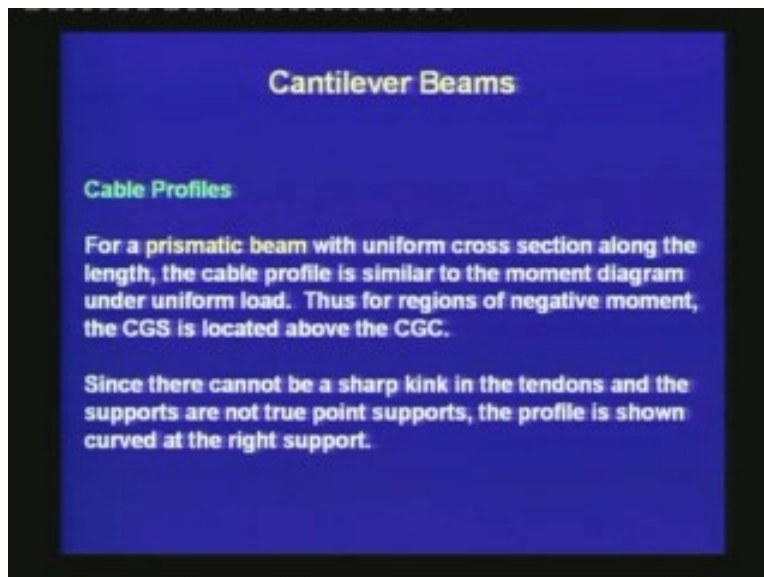 Cantilever Beams
Cable Profiles
For a prismatic beam with uniform cross section along the
length, the cable profile is similar to the moment diagram
under uniform load. Thus for regions of negative moment,
the CGS is located above the CGC.
Since there cannot be a sharp kink in the tendons and the
supports are not true point supports, the profile is shown
curved at the right support.